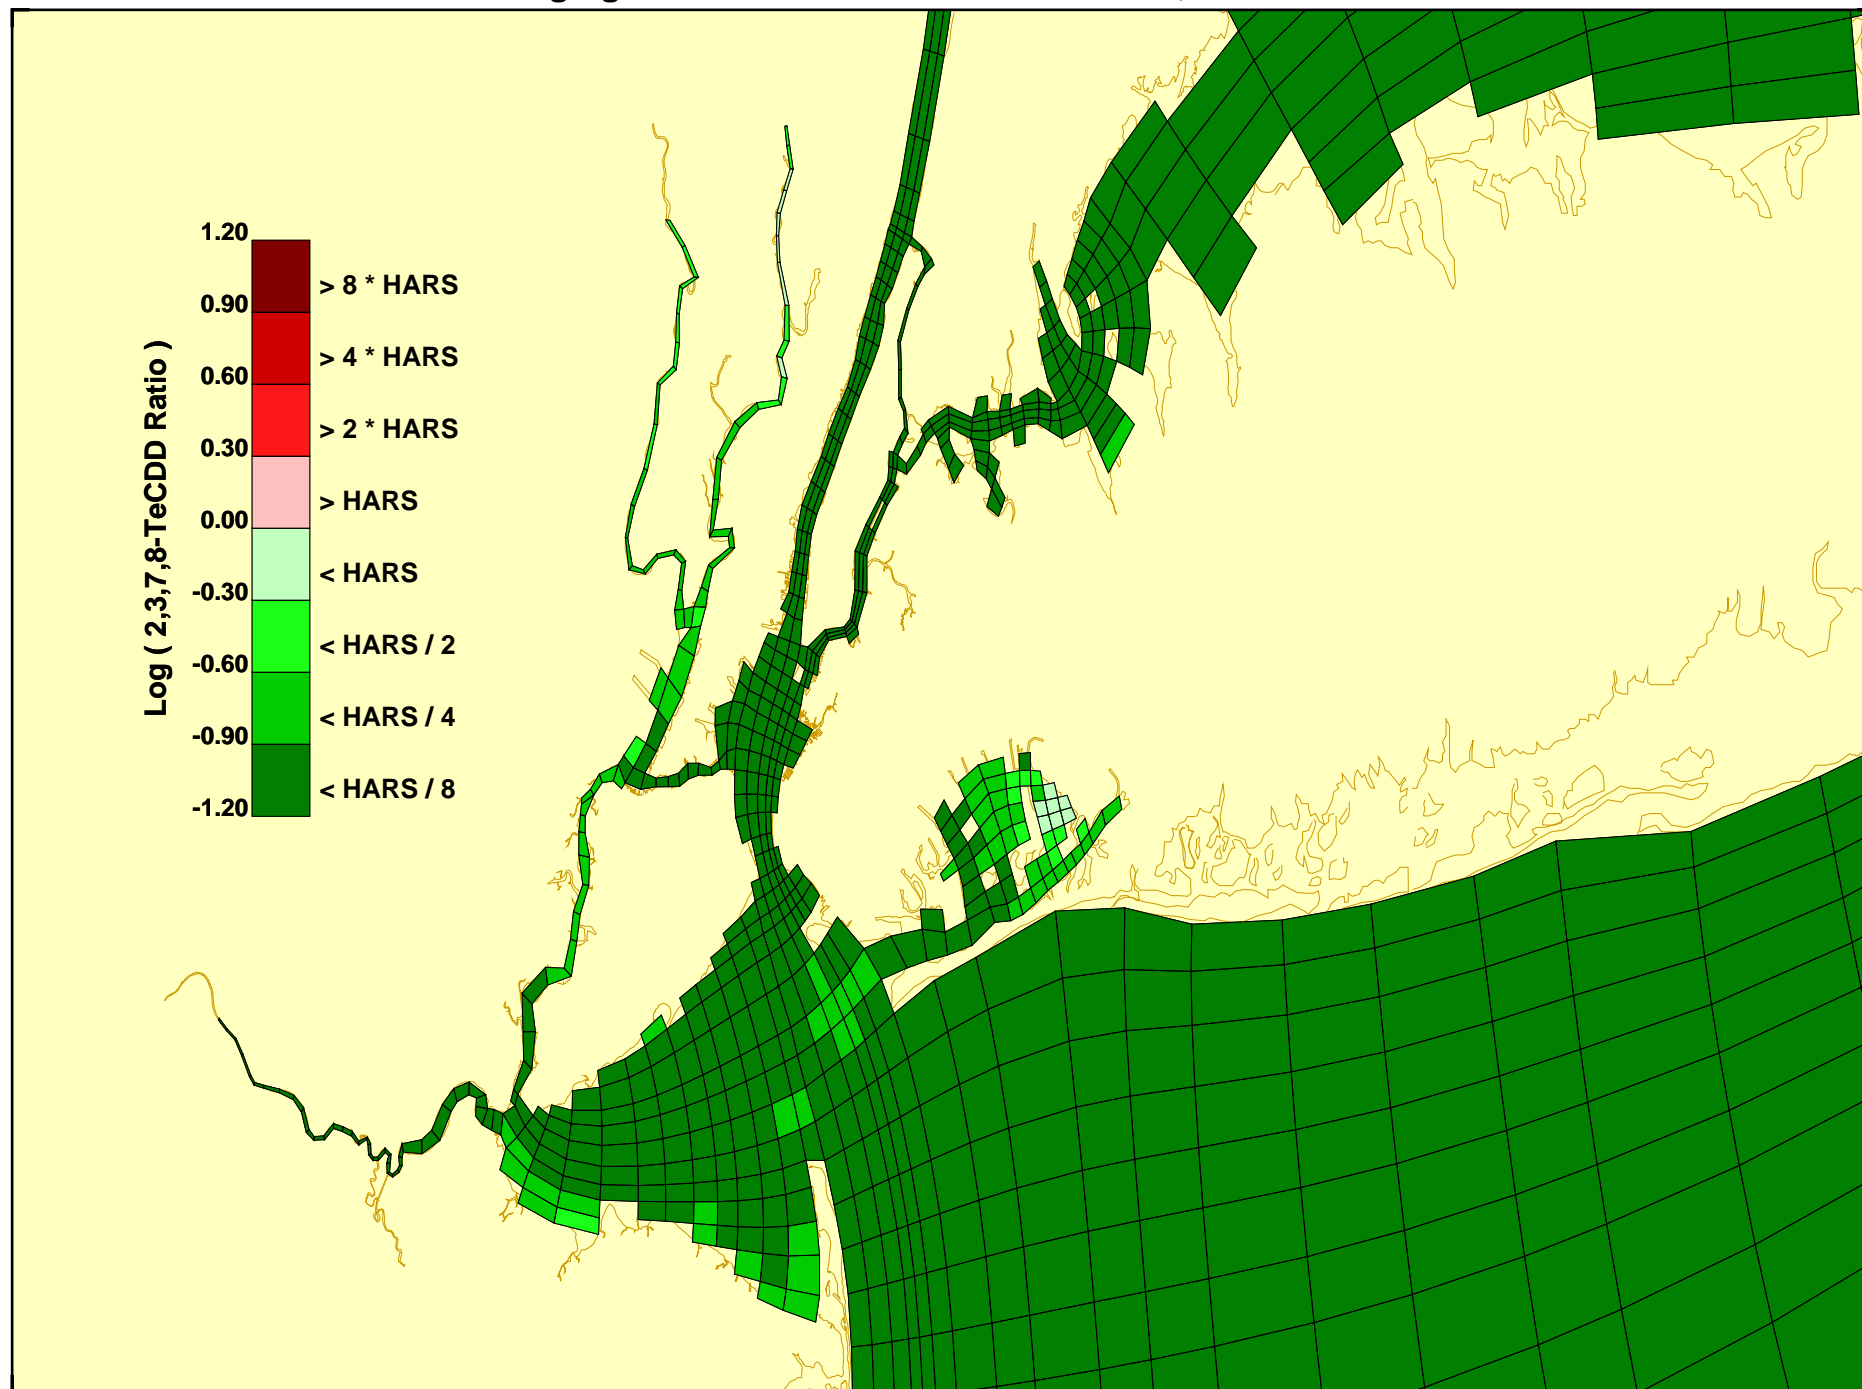 1.20
> 8 * HARS
0.90
> 4 * HARS
0.60
> 2 * HARS
0.30
> HARS
0.00
< HARS
-0.30
< HARS / 2
-0.60
< HARS / 4
-0.90
< HARS / 8
-1.20
Log ( 2,3,7,8-TeCDD Ratio )